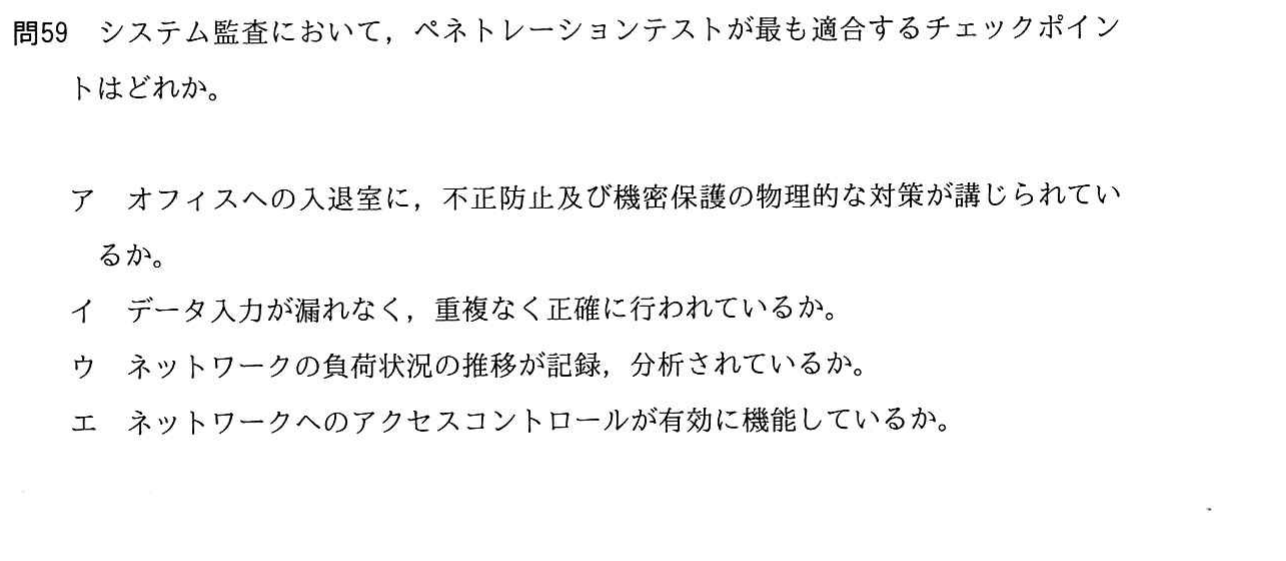 問59　システム監査において，ペネトレーションテストが最も適合するチェックポイン
トはどれか。
ア　オフィスへの入退室に，不正防止及び機密保護の物理的な対策が講じられてい
るか。
イ　データ入力が漏れなく，重複なく正確に行われているか。
ウ　ネットワークの負荷状況の推移が記録，分析されているか。
エ　ネットワークへのアクセスコントロールが有効に機能しているか。